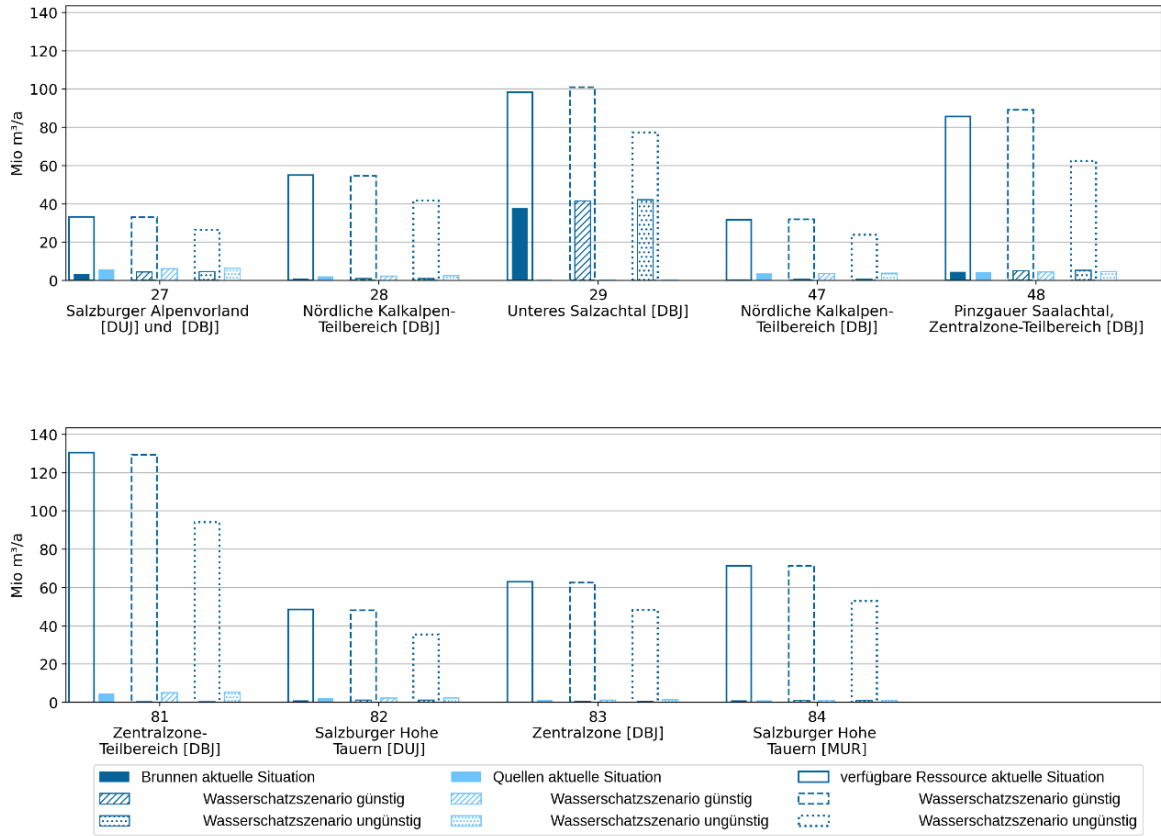 140
120
100
80
60
40
20
0
Mio m³/a
27 28 29 47 48
Salzburger Alpenvorland Nördliche Kalkalpen- Unteres Salzachtal [DBJ] Nördliche Kalkalpen- Pinzgauer Saalachtal,
[DUJ] und [DBJ] Teilbereich [DBJ] Teilbereich [DBJ] Zentralzone-Teilbereich [DBJ]
140
120
100
80
60
40
20
0
Mio m³/a
81 82 83 84
Zentralzone- Salzburger Hohe Zentralzone [DBJ] Salzburger Hohe
Teilbereich [DBJ] Tauern [DUJ] Tauern [MUR]
Brunnen aktuelle Situation Quellen aktuelle Situation verfügbare Ressource aktuelle Situation
Wasserschatzszenario günstig Wasserschatzszenario günstig Wasserschatzszenario günstig
Wasserschatzszenario ungünstig Wasserschatzszenario ungünstig Wasserschatzszenario ungünstig